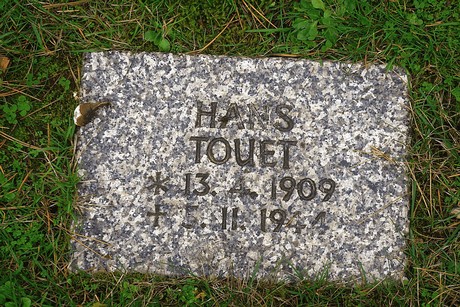 HANS
TOUET
* 13. 4. 1909
+ 5. 11. 1944